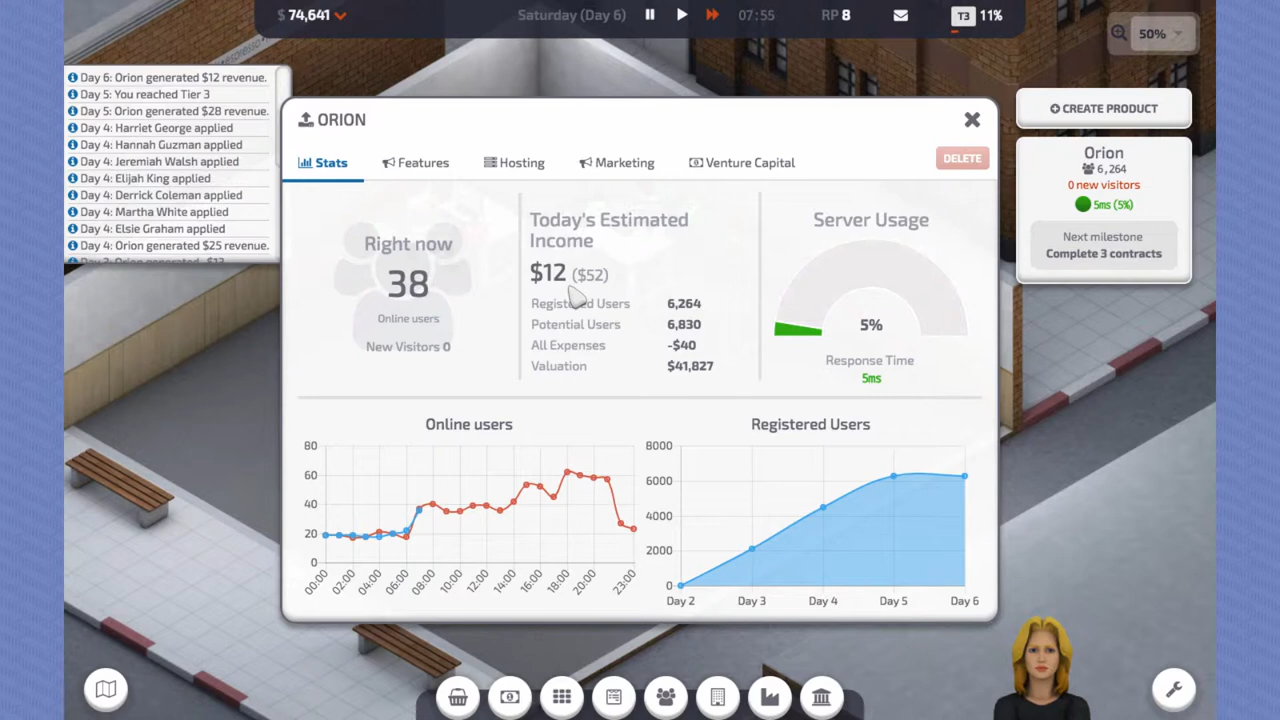 $ 74,641
Saturday (Day 6)
07:55
RP 8
T3 11%
50%
Day 6: Orion generated $12 revenue.
Day 5: You reached Tier 3
Day 5: Orion generated $28 revenue.
Day 4: Harriet George applied
Day 4: Hannah Guzman applied
Day 4: Jeremiah Walsh applied
Day 4: Elijah King applied
Day 4: Derrick Coleman applied
Day 4: Martha White applied
Day 4: Elsie Graham applied
Day 4: Orion generated $25 revenue.
ORION
Stats
Features
Hosting
Marketing
Venture Capital
DELETE
Right now
38
Online users
New Visitors 0
Today's Estimated
Income
$12 ($52)
Registered Users 6,264
Potential Users 6,830
All Expenses -$40
Valuation $41,827
Server Usage
5%
Response Time
5ms
Online users
80
60
40
20
0
00:00 02:00 04:00 06:00 08:00 10:00 12:00 14:00 16:00 18:00 20:00 23:00
Registered Users
8000
6000
4000
2000
0
Day 2 Day 3 Day 4 Day 5 Day 6
CREATE PRODUCT
Orion
6,264
0 new visitors
5ms (5%)
Next milestone
Complete 3 contracts